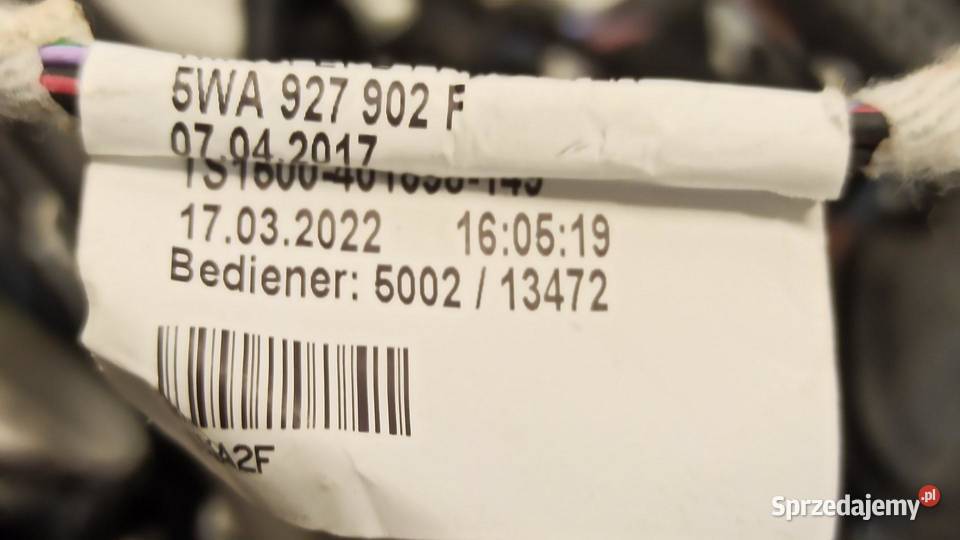 5WA 927 902 F
07.04.2017
17.03.2022 16:05:19
Bediener: 5002 / 13472
Sprzedajemy.pl